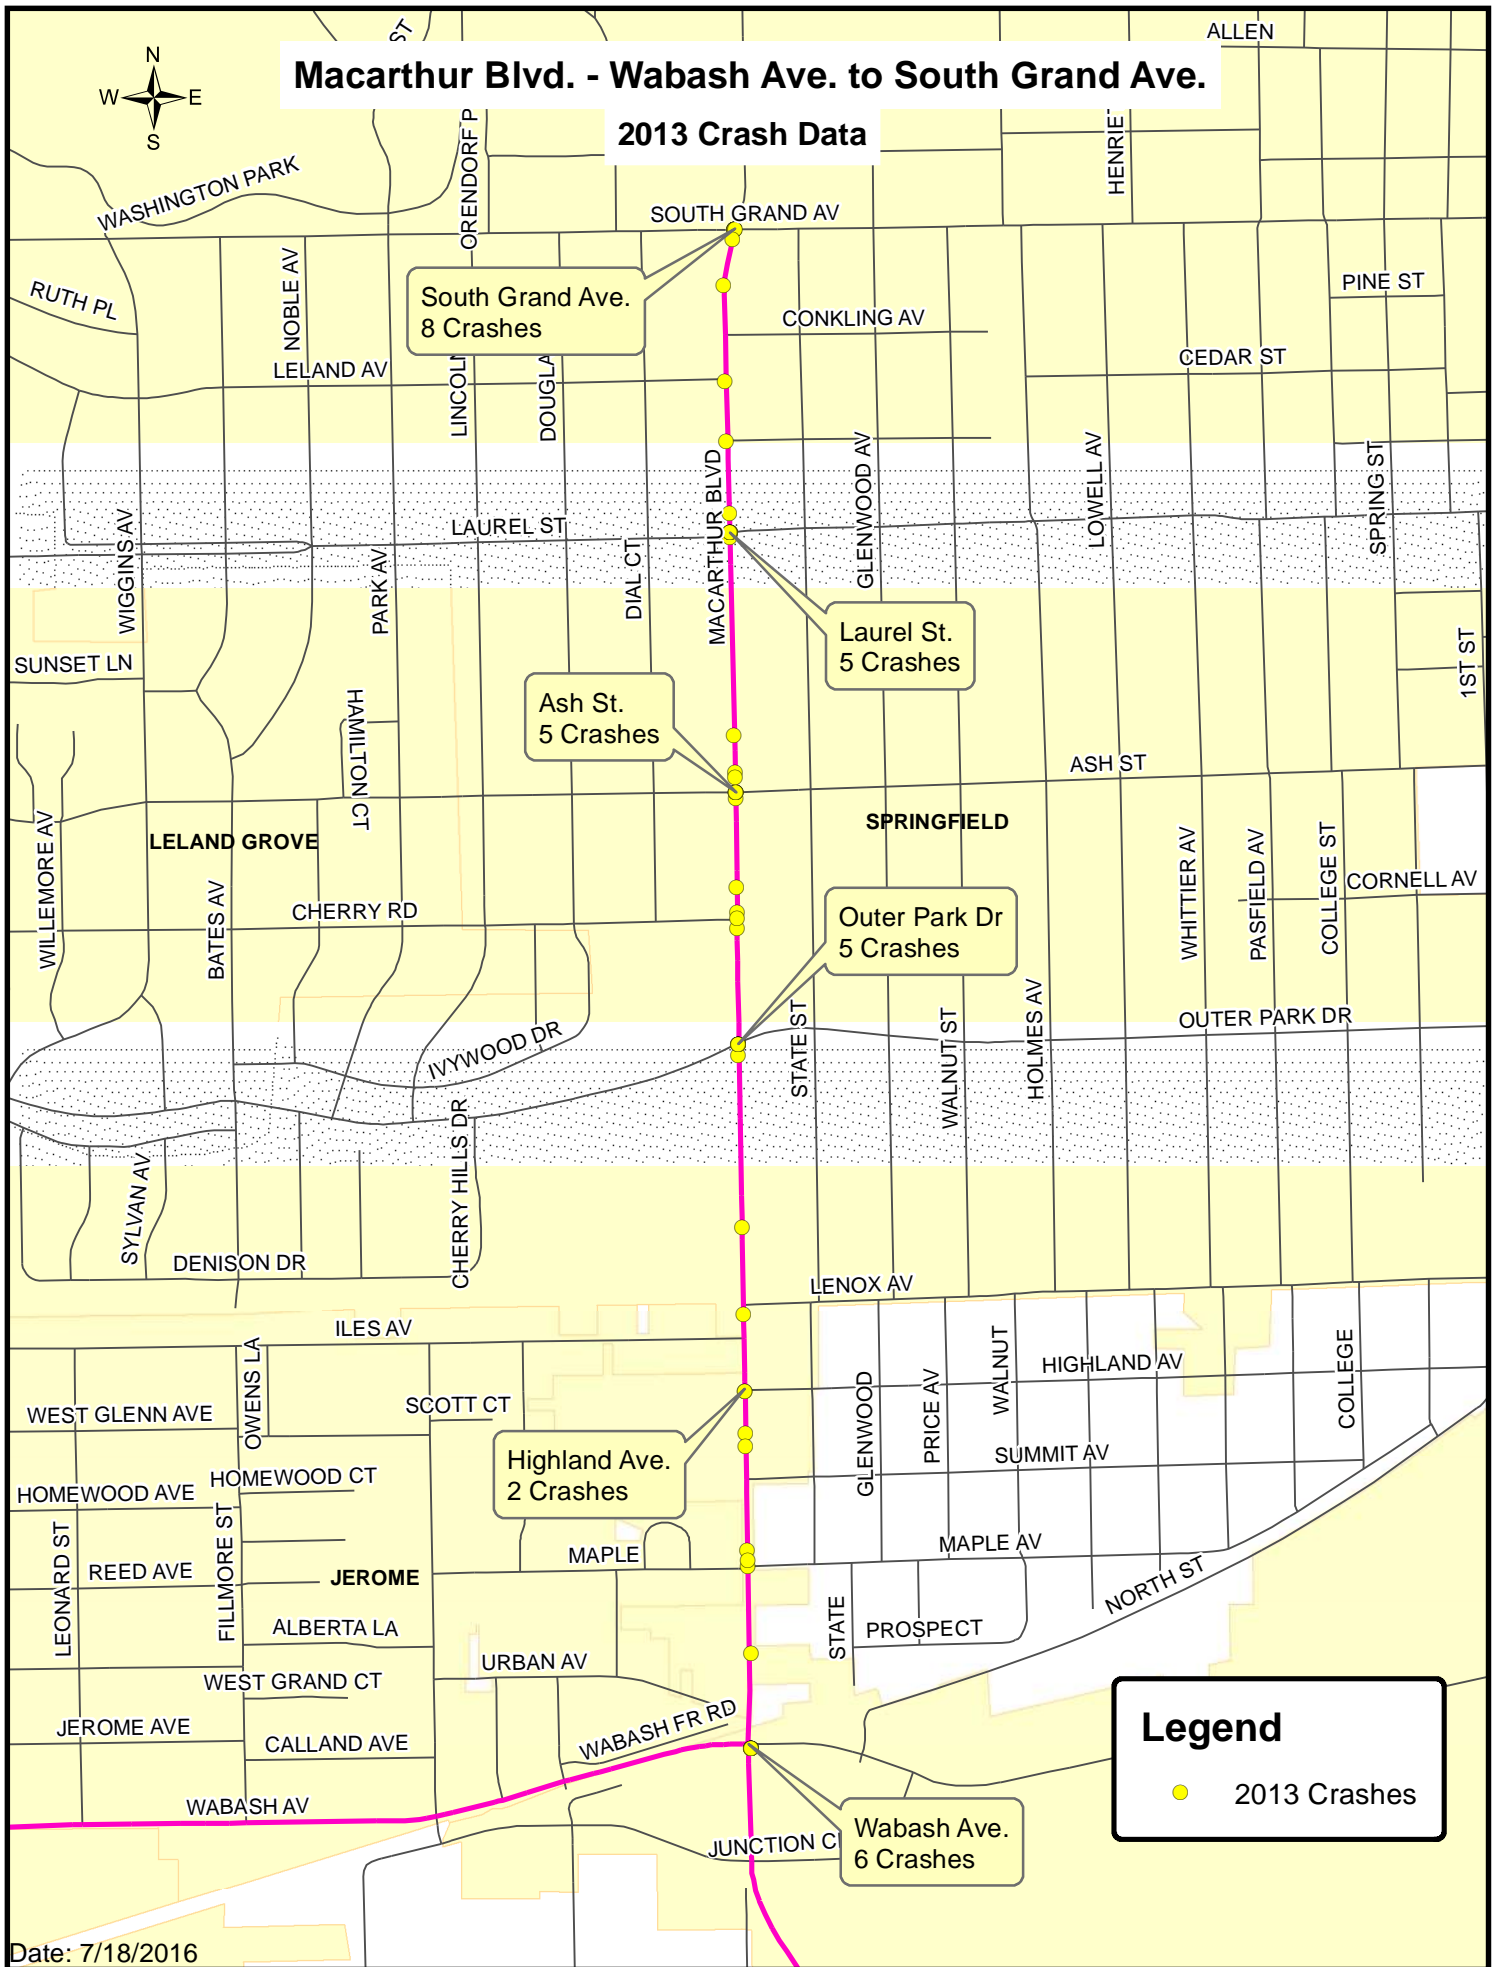 ALLEN
ST
N
W E
S
Macarthur Blvd. - Wabash Ave. to South Grand Ave.
2013 Crash Data
ORENDORF P
HENRIE
WASHINGTON PARK
SOUTH GRAND AV
RUTH PL
NOBLE AV
South Grand Ave.
8 Crashes
PINE ST
CONKLING AV
CEDAR ST
LELAND AV
LINCOLN
DOUGLA
MACARTHUR BLVD
GLENWOOD AV
LOWELL AV
SPRING ST
WIGGINS AV
LAUREL ST
PARK AV
DIAL CT
Laurel St.
5 Crashes
SUNSET LN
1ST ST
HAMILTON CT
Ash St.
5 Crashes
ASH ST
SPRINGFIELD
LELAND GROVE
WILLEMORE AV
WHITTIER AV
PASFIELD AV
COLLEGE ST
CORNELL AV
BATES AV
CHERRY RD
Outer Park Dr
5 Crashes
OUTER PARK DR
IVYWOOD DR
STATE ST
WALNUT ST
HOLMES AV
CHERRY HILLS DR
SYLVAN AV
DENISON DR
LENOX AV
ILES AV
OWENS LA
HIGHLAND AV
WALNUT
COLLEGE
GLENWOOD
PRICE AV
WEST GLENN AVE
SCOTT CT
Highland Ave.
2 Crashes
SUMMIT AV
HOMEWOOD CT
HOMEWOOD AVE
LEONARD ST
FILLMORE ST
REED AVE
JEROME
MAPLE
MAPLE AV
NORTH ST
STATE
PROSPECT
ALBERTA LA
URBAN AV
WEST GRAND CT
JEROME AVE
CALLAND AVE
WABASH FR RD
WABASH AV
JUNCTION C
Wabash Ave.
6 Crashes
Legend
2013 Crashes
Date: 7/18/2016